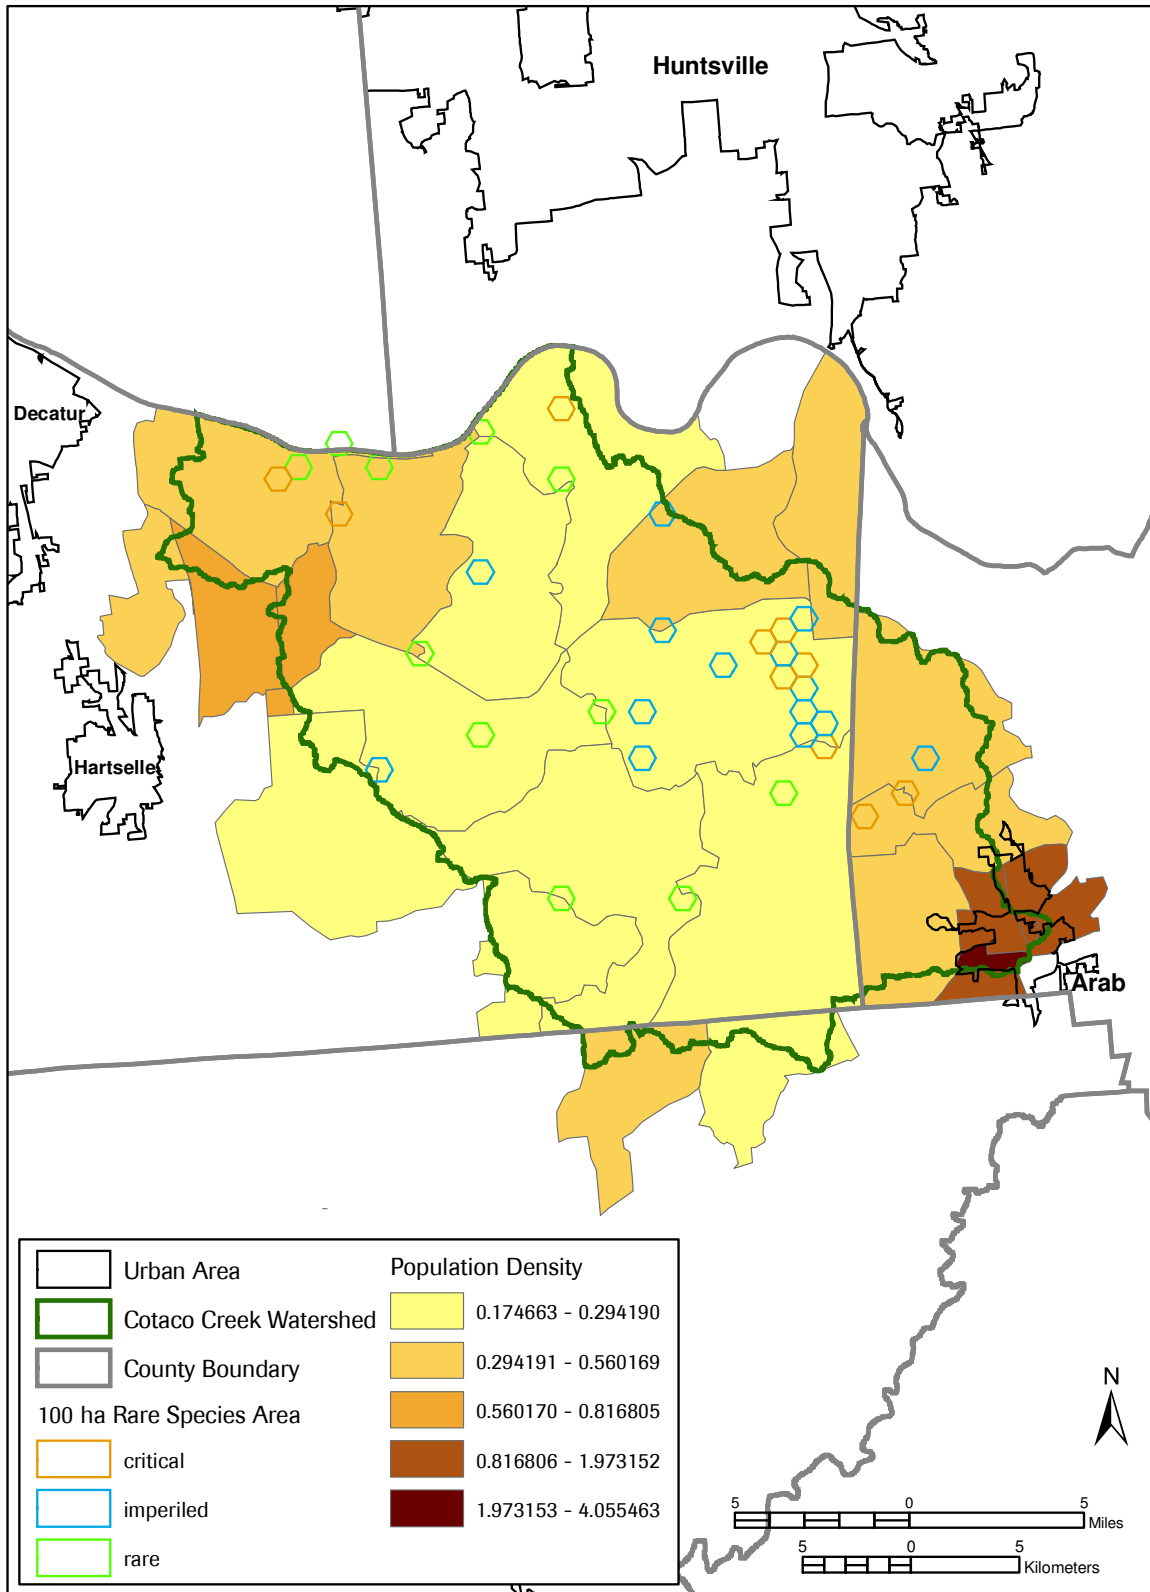 Huntsville
Decatur
Hartselle
Arab
Urban Area
Cotaco Creek Watershed
County Boundary
100 ha Rare Species Area
critical
imperiled
rare
Population Density
0.174663 - 0.294190
0.294191 - 0.560169
0.560170 - 0.816805
0.816806 - 1.973152
1.973153 - 4.055463
N
5 0 5
Miles
5 0 5
Kilometers